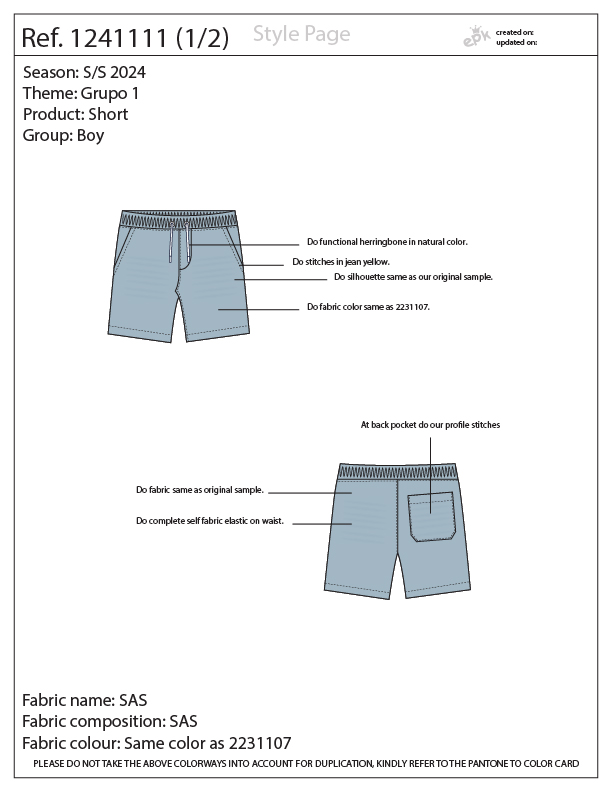 Ref. 1241111 (1/2)
Style Page
epk
created on:
updated on:
Season: S/S 2024
Theme: Grupo 1
Product: Short
Group: Boy
Do functional herringbone in natural color.
Do stitches in jean yellow.
Do silhouette same as our original sample.
Do fabric color same as 2231107.
At back pocket do our profile stitches
Do fabric same as original sample.
Do complete self fabric elastic on waist.
Fabric name: SAS
Fabric composition: SAS
Fabric colour: Same color as 2231107
PLEASE DO NOT TAKE THE ABOVE COLORWAYS INTO ACCOUNT FOR DUPLICATION, KINDLY REFER TO THE PANTONE TO COLOR CARD